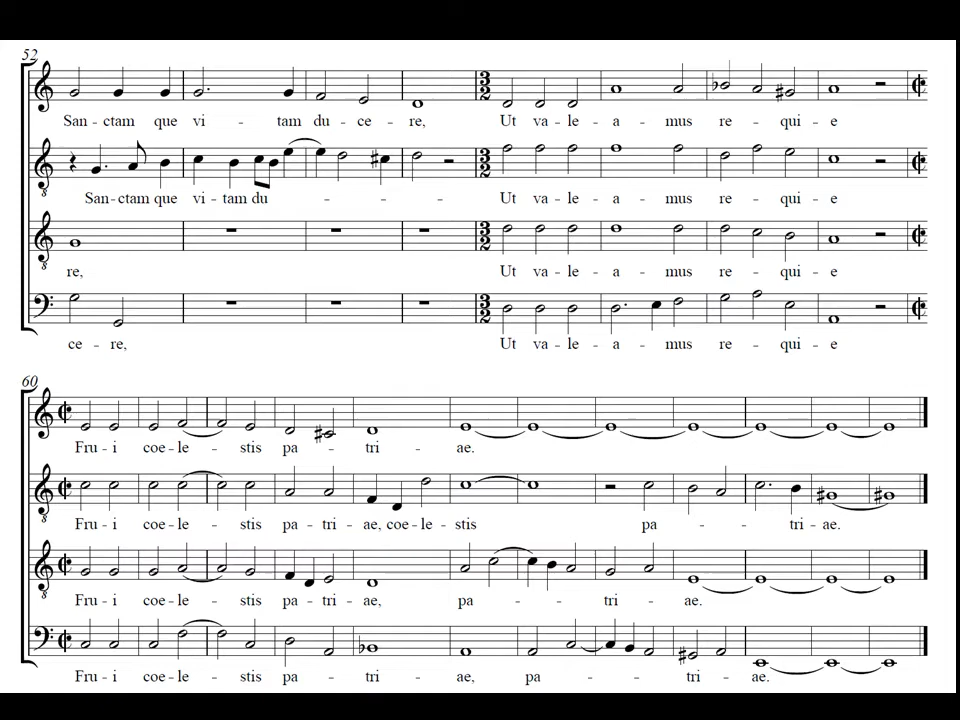 52
San - ctam que vi - tam du - ce - re, Ut va - le - a - mus re - qui - e
San - ctam que vi - tam du - - - - Ut va - le - a - mus re - qui - e
re, Ut va - le - a - mus re - qui - e
ce - re, Ut va - le - a - mus re - qui - e
60
Fru - i coe - le - stis pa - tri - ae.
Fru - i coe - le - stis pa - tri - ae, coe - le - stis pa - - - tri - ae.
Fru - i coe - le - stis pa - tri - ae, pa - - - tri - ae.
Fru - i coe - le - stis pa - tri - ae, pa - - - tri - ae.